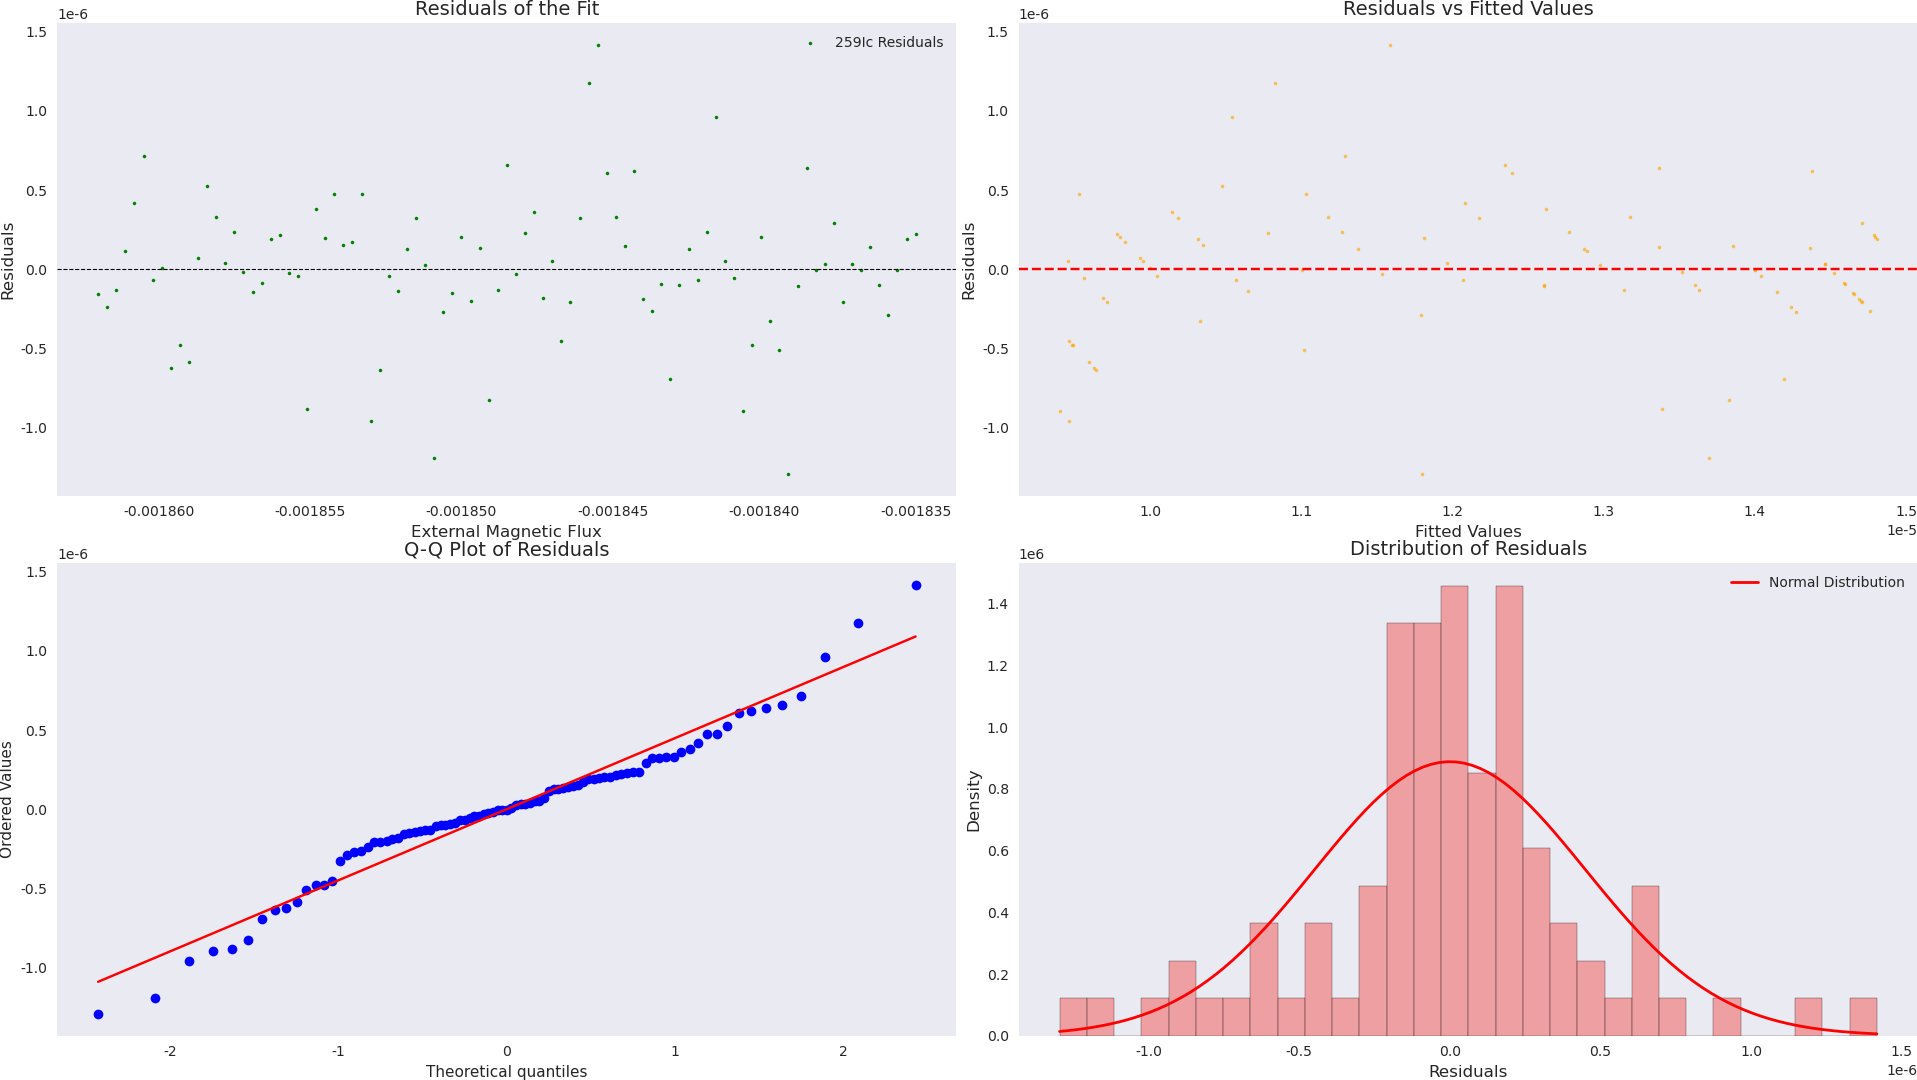 Residuals of the Fit
1e-6
1.5
1.0
0.5
0.0
-0.5
-1.0
Residuals
259Ic Residuals
-0.001860 -0.001855 -0.001850 -0.001845 -0.001840 -0.001835
External Magnetic Flux
Residuals vs Fitted Values
1e-6
1.5
1.0
0.5
0.0
-0.5
-1.0
Residuals
1.0 1.1 1.2 1.3 1.4 1.5
1e-5
Fitted Values
Q-Q Plot of Residuals
1e-6
1.5
1.0
0.5
0.0
-0.5
-1.0
Ordered Values
-2 -1 0 1 2
Theoretical quantiles
Distribution of Residuals
1e6
1.4
1.2
1.0
0.8
0.6
0.4
0.2
0.0
Density
Normal Distribution
-1.0 -0.5 0.0 0.5 1.0 1.5
1e-6
Residuals